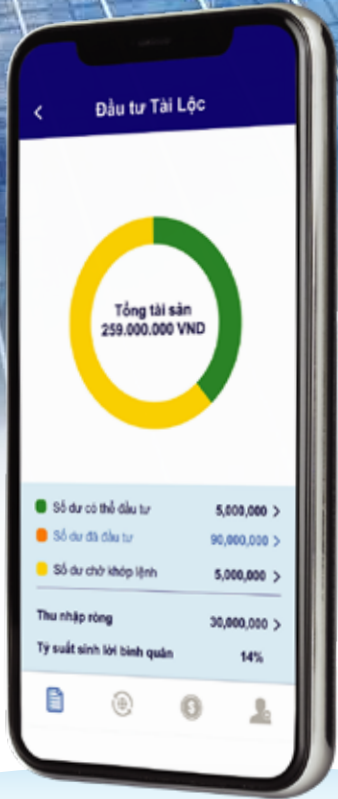 Đầu tư Tài Lộc
Tổng tài sản
259.000.000 VND
Số dư có thể đầu tư 5,000,000 >
Số dư đã đầu tư 90,000,000 >
Số dư chờ khớp lệnh 5,000,000 >
Thu nhập ròng 30,000,000 >
Tỷ suất sinh lời bình quân 14%